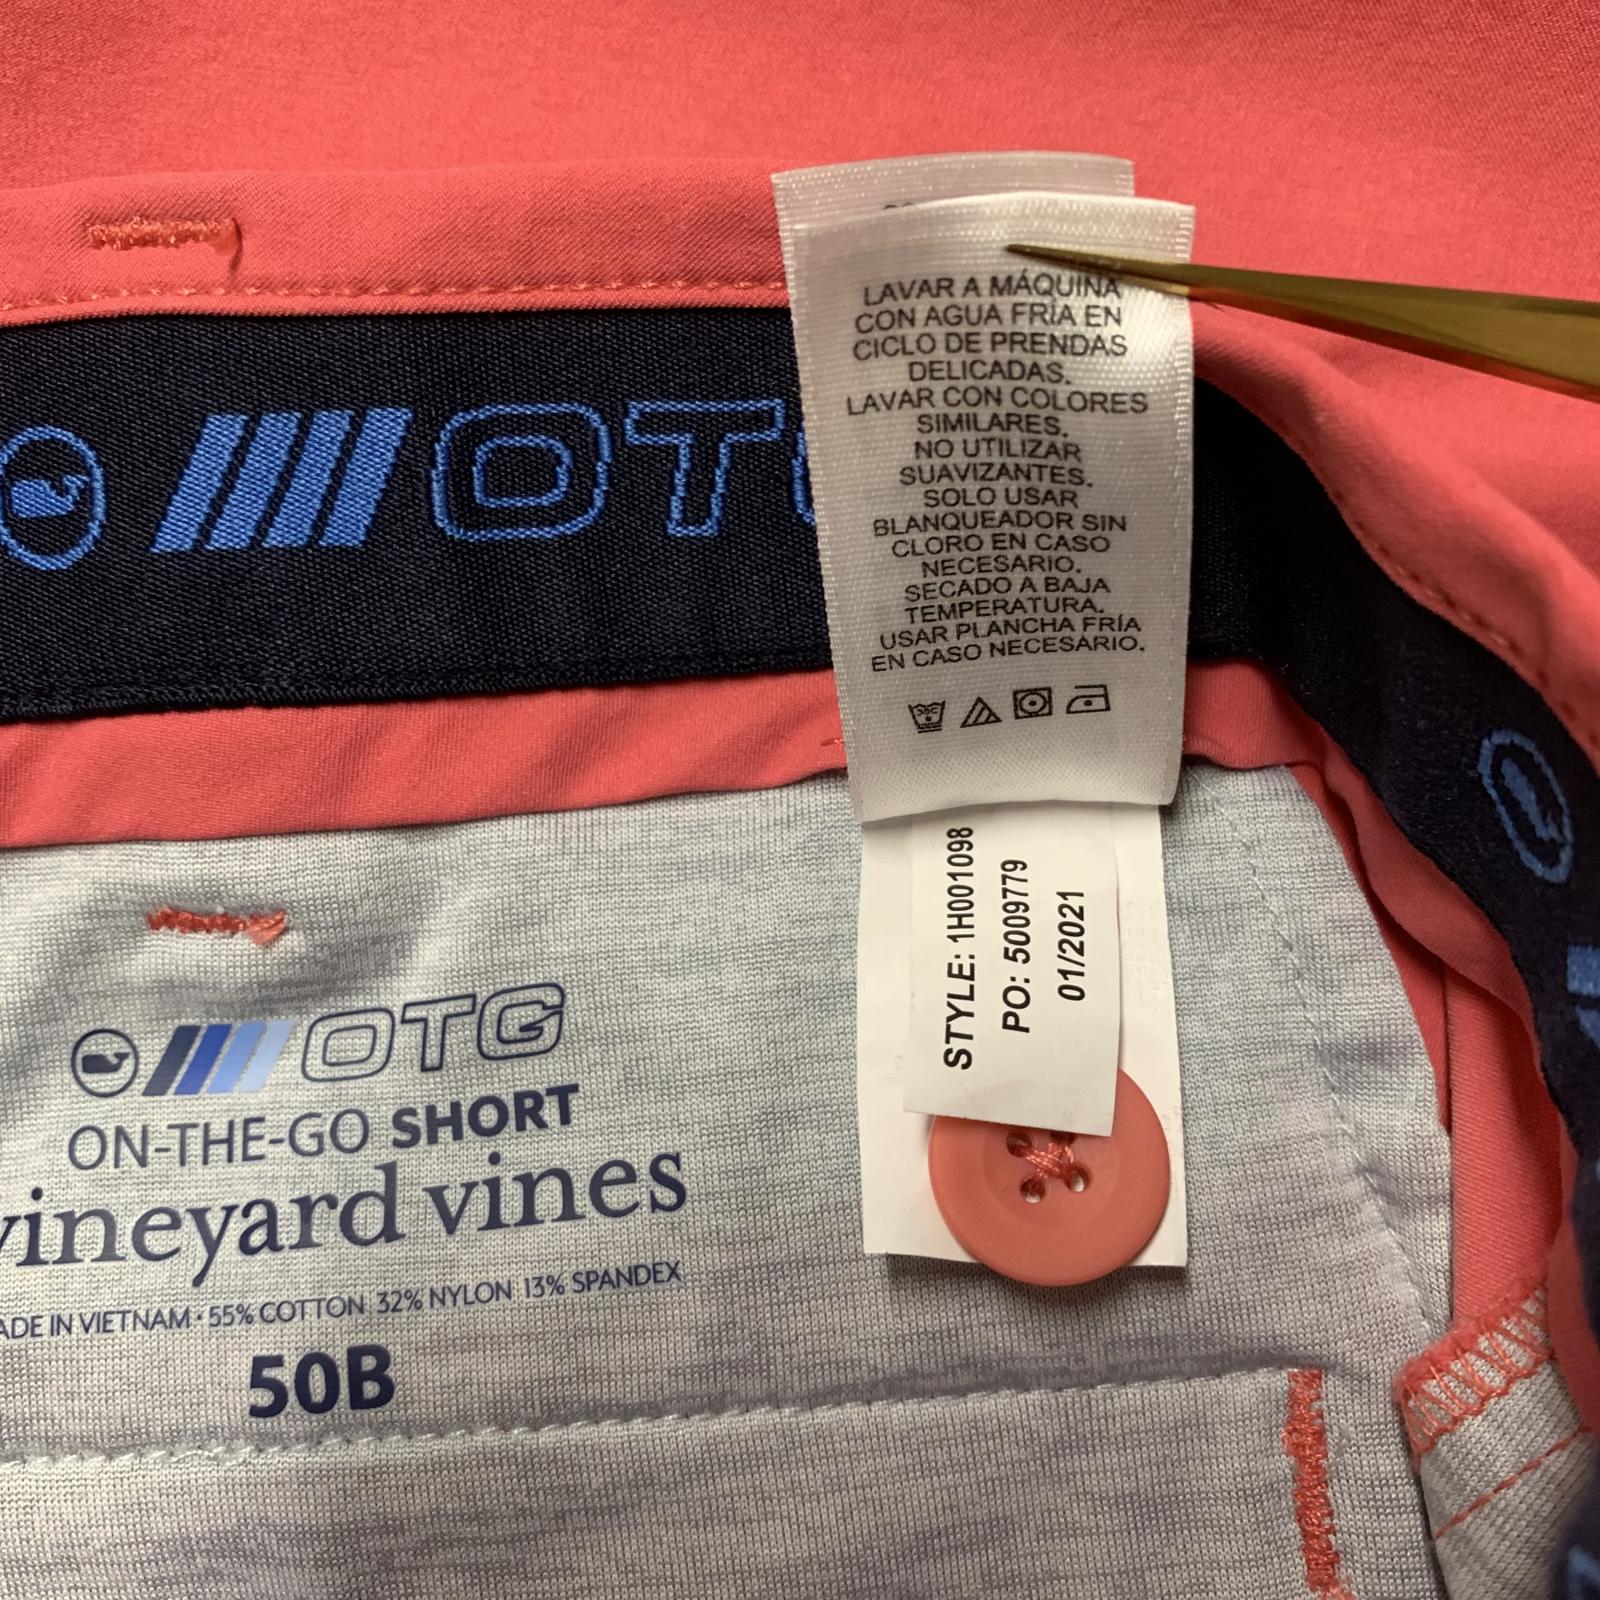 OTG
LAVAR A MÁQUINA
CON AGUA FRÍA EN
CICLO DE PRENDAS
DELICADAS.
LAVAR CON COLORES
SIMILARES.
NO UTILIZAR
SUAVIZANTES.
SOLO USAR
BLANQUEADOR SIN
CLORO EN CASO
NECESARIO.
SECADO A BAJA
TEMPERATURA.
USAR PLANCHA FRÍA
EN CASO NECESARIO.
STYLE: 1H001098
PO: 5009779
01/2021
OTG
ON-THE-GO SHORT
vineyard vines
ADE IN VIETNAM · 55% COTTON 32% NYLON 13% SPANDEX
50B